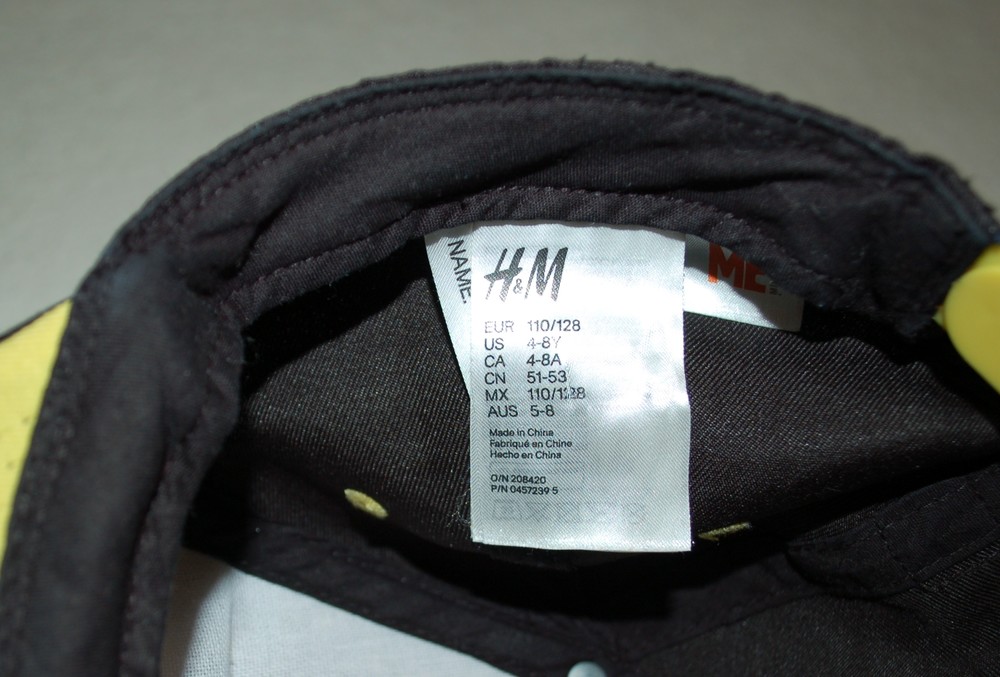 NAME.
H&M
EUR 110/128
US 4-8Y
CA 4-8A
CN 51-53
MX 110/128
AUS 5-8
Made in China
Fabriqué en Chine
Hecho en China
O/N 208420
P/N 0457239 5
ME